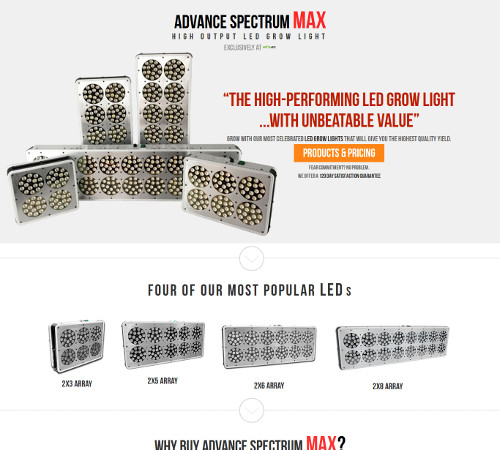 ADVANCE SPECTRUM MAX
HIGH OUTPUT LED GROW LIGHT
EXCLUSIVELY AT
“THE HIGH-PERFORMING LED GROW LIGHT
...WITH UNBEATABLE VALUE”
GROW WITH OUR MOST CELEBRATED LED GROW LIGHTS THAT WILL GIVE YOU THE HIGHEST QUALITY YIELD.
PRODUCTS & PRICING
FEAR COMMITMENT? NO PROBLEM.
WE OFFER A 120 DAY SATISFACTION GUARANTEE
FOUR OF OUR MOST POPULAR LEDs
2X3 ARRAY
2X5 ARRAY
2X6 ARRAY
2X8 ARRAY
WHY BUY ADVANCE SPECTRUM MAX?